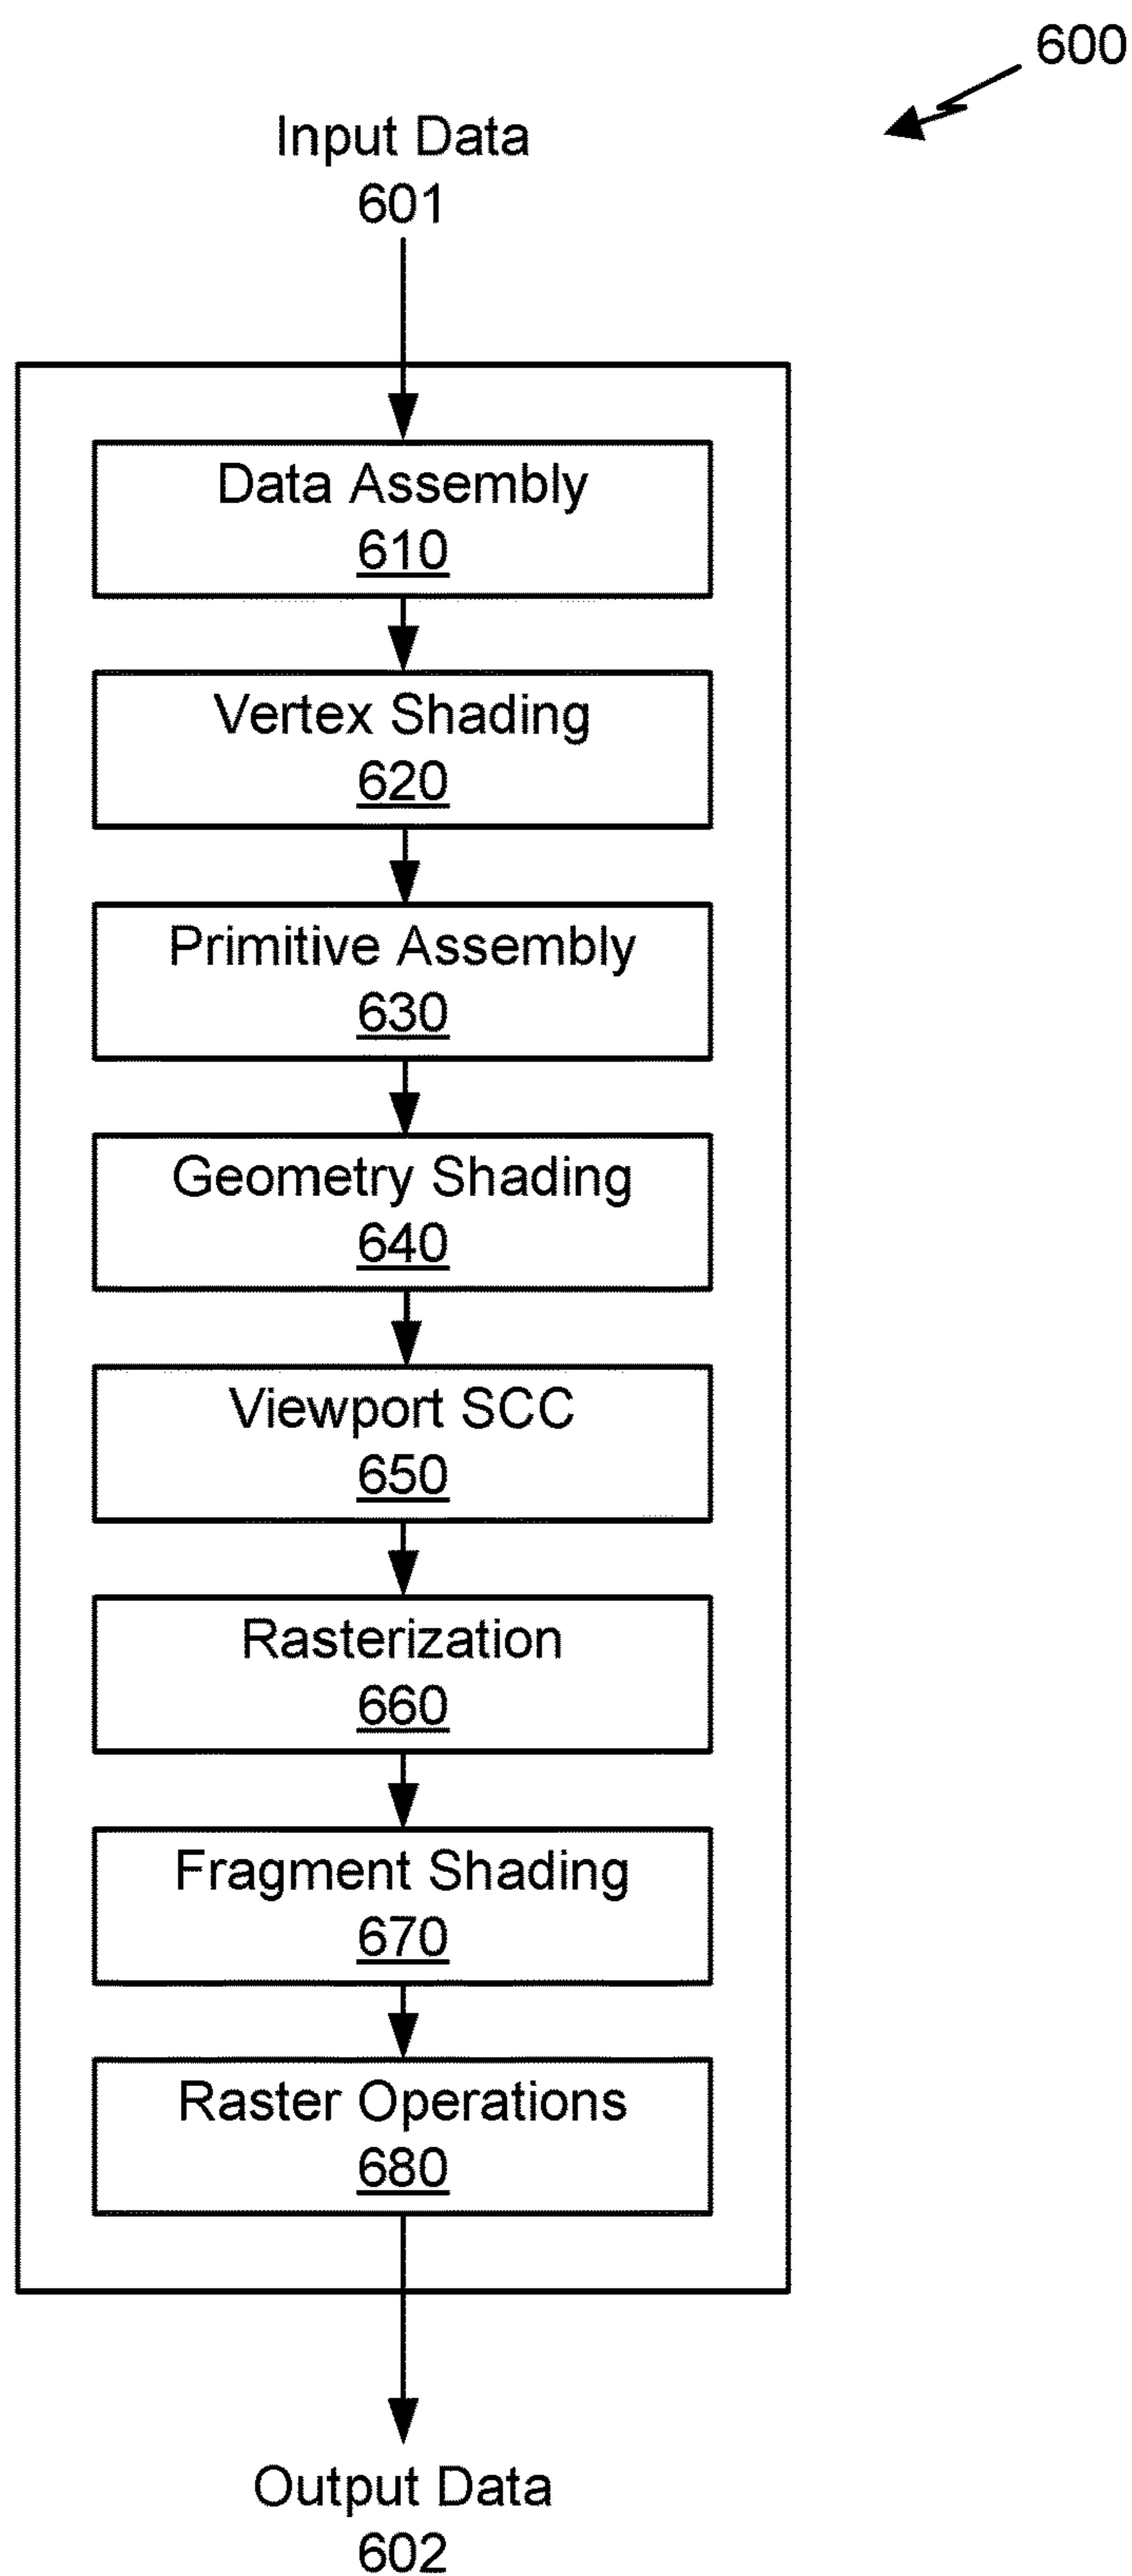 600
Input Data
601
Data Assembly
610
Vertex Shading
620
Primitive Assembly
630
Geometry Shading
640
Viewport SCC
650
Rasterization
660
Fragment Shading
670
Raster Operations
680
Output Data
602